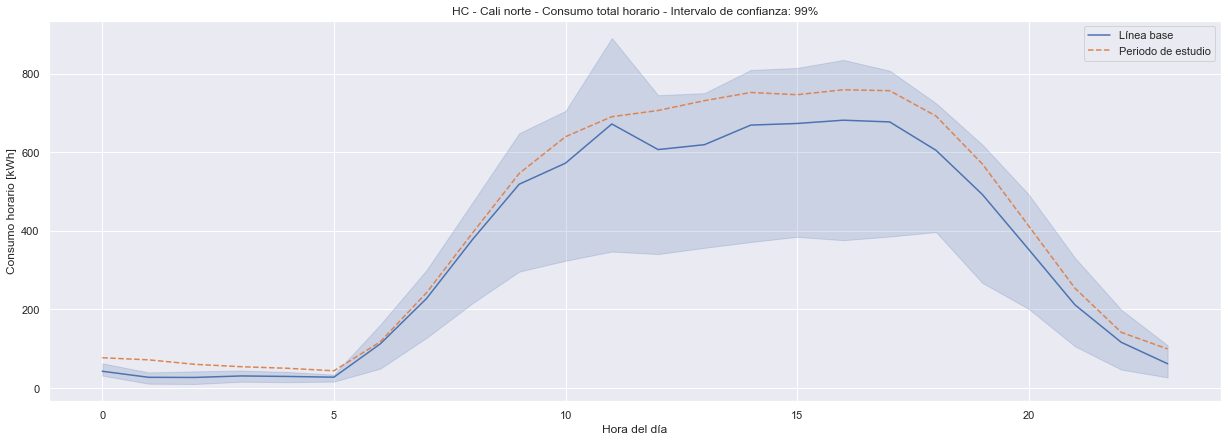 HC - Cali norte - Consumo total horario - Intervalo de confianza: 99%
Línea base
Periodo de estudio
Consumo horario [kWh]
800
600
400
200
0
0 5 10 15 20
Hora del día